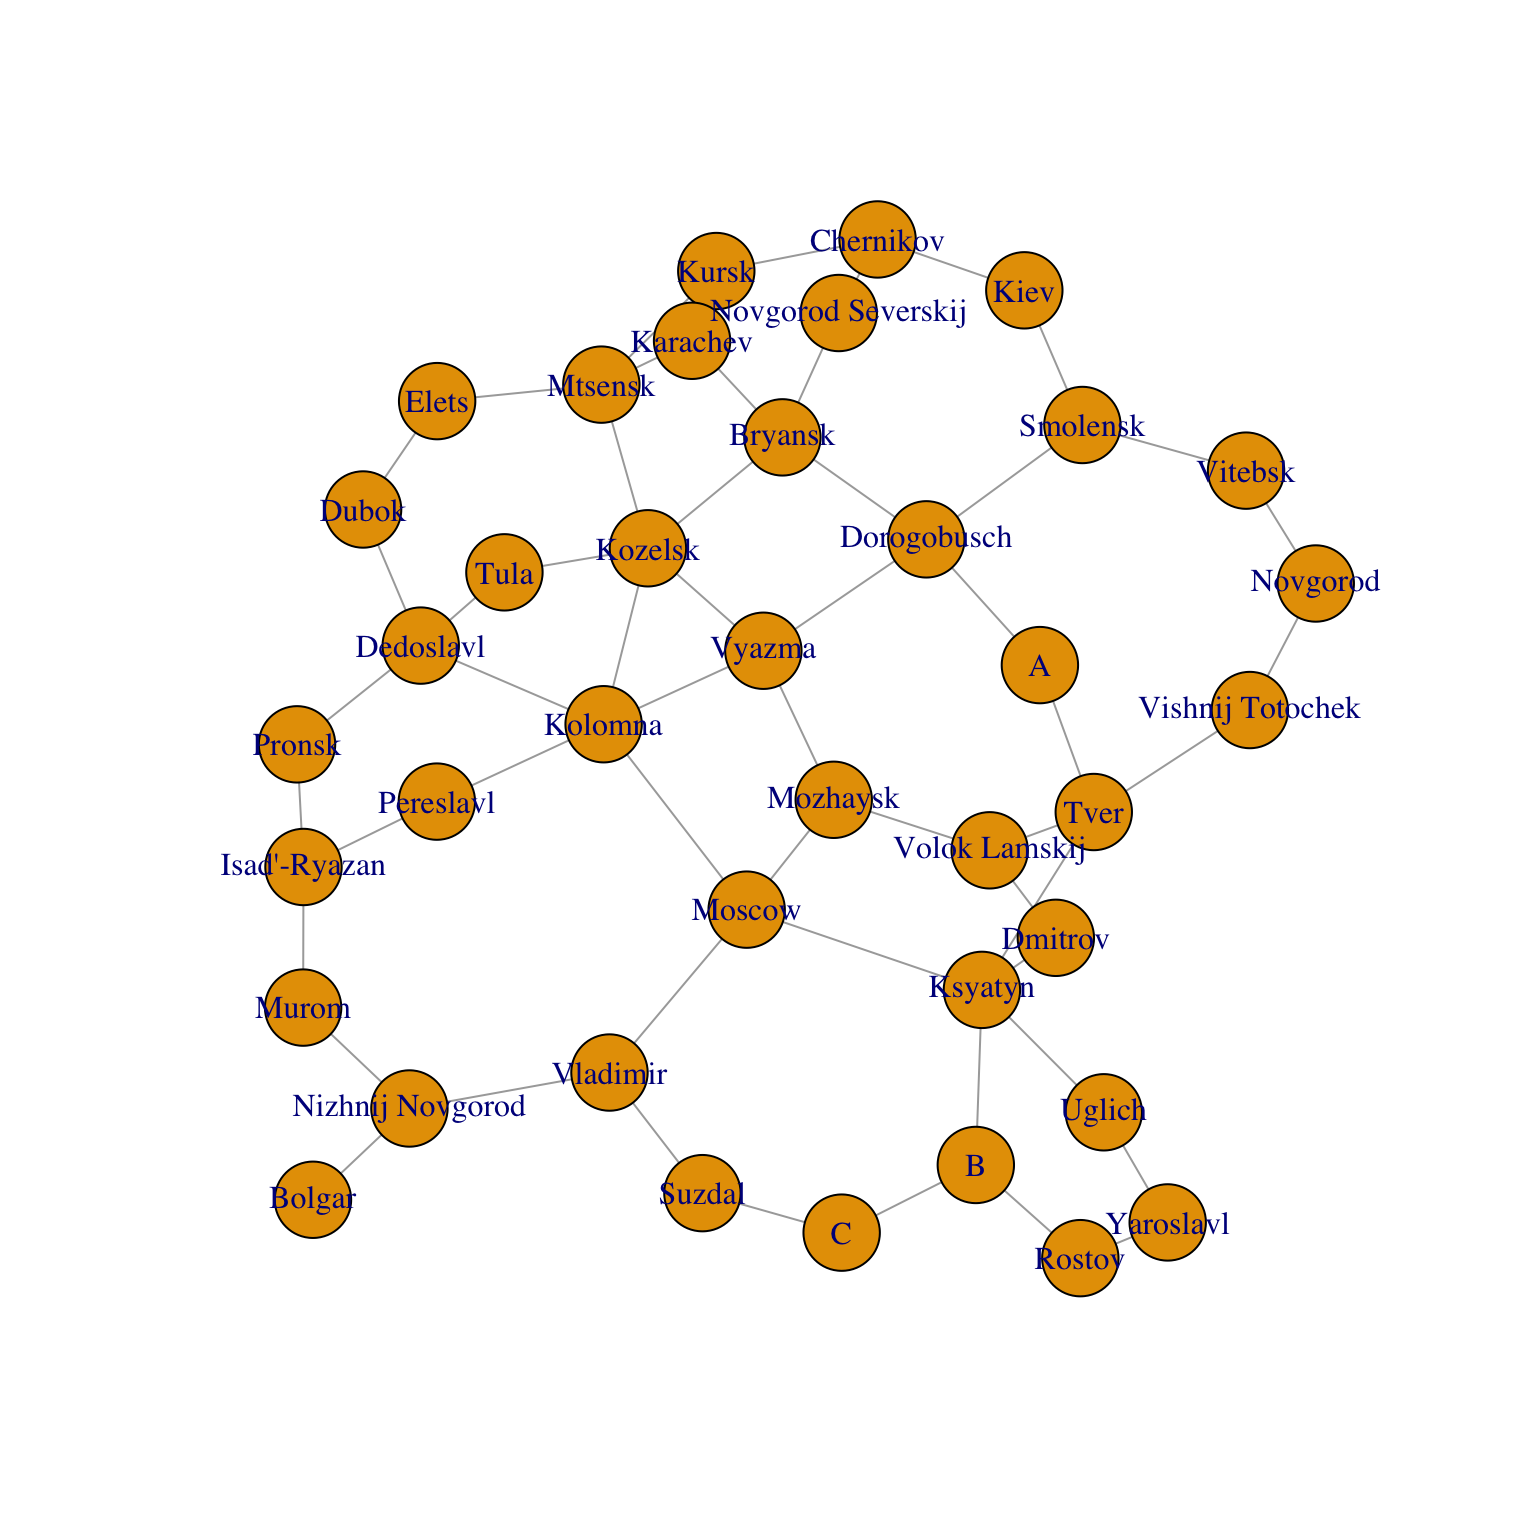 Chernikov
Kursk
Kiev
Novgorod Severskij
Karachev
Mtsensk
Elets
Bryansk
Smolensk
Vitebsk
Dubok
Dorogobusch
Kozelsk
Tula
Novgorod
Dedoslavl
Vyazma
A
Vishnij Totochek
Kolomna
Pronsk
Mozhaysk
Pereslavl
Tver
Volok Lamskij
Isad'-Ryazan
Moscow
Dmitrov
Ksyatyn
Murom
Vladimir
Nizhnij Novgorod
Uglich
B
Suzdal
Bolgar
Yaroslavl
C
Rostov